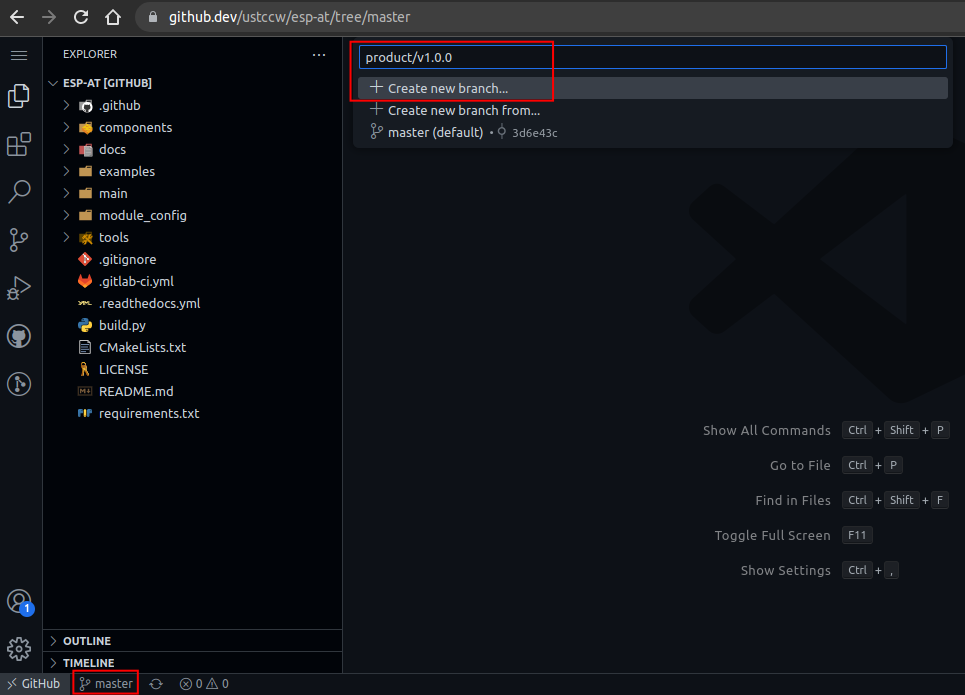 github.dev/ustccw/esp-at/tree/master
EXPLORER
ESP-AT [GITHUB]
.github
components
docs
examples
main
module_config
tools
.gitignore
.gitlab-ci.yml
.readthedocs.yml
build.py
CMakeLists.txt
LICENSE
README.md
requirements.txt
OUTLINE
TIMELINE
product/v1.0.0
Create new branch...
Create new branch from...
master (default) • 3d6e43c
Show All Commands Ctrl + Shift + P
Go to File Ctrl + P
Find in Files Ctrl + Shift + F
Toggle Full Screen F11
Show Settings Ctrl + ,
1
GitHub master 0 0